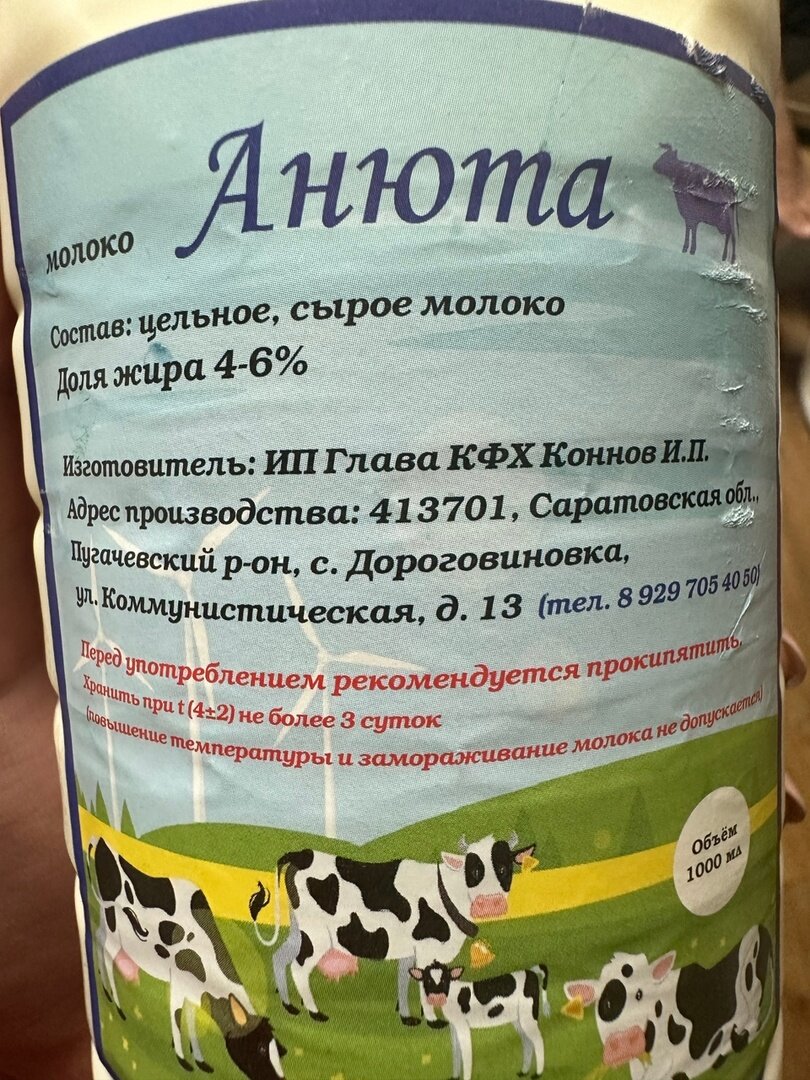 Анюта
молоко
Состав: цельное, сырое молоко
Доля жира 4-6%
Изготовитель: ИП Глава КФХ Коннов И.П.
Адрес производства: 413701, Саратовская обл.,
Пугачевский р-он, с. Дороговиновка,
ул. Коммунистическая, д. 13 (тел. 8 929 705 40 50)
Перед употреблением рекомендуется прокипятить.
Хранить при t (4±2) не более 3 суток
(повышение температуры и замораживание молока не допускается)
Объём
1000 мл